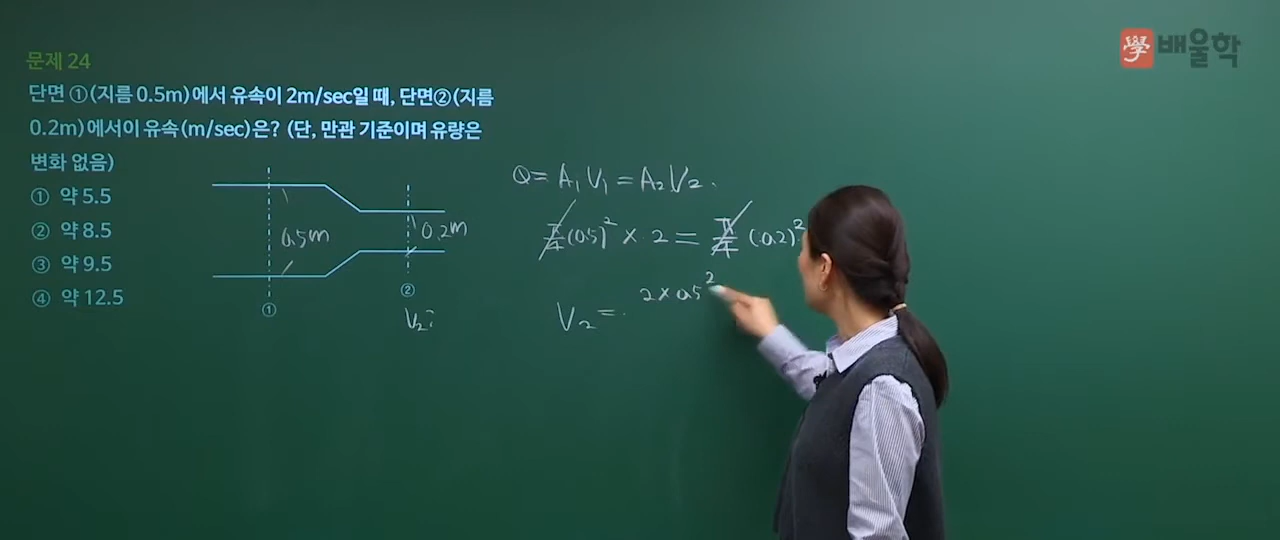 學 배울학
문제 24
단면 ①(지름 0.5m)에서 유속이 2m/sec일 때, 단면②(지름
0.2m)에서이 유속(m/sec)은? (단, 만관 기준이며 유량은
변화 없음)
① 약 5.5
② 약 8.5
③ 약 9.5
④ 약 12.5
0.5m
0.2m
①
②
V₂?
Q = A₁V₁ = A₂V₂.
π/4 (0.5)² × 2 = π/4 (0.2)²
V₂ = 2 × 0.5²